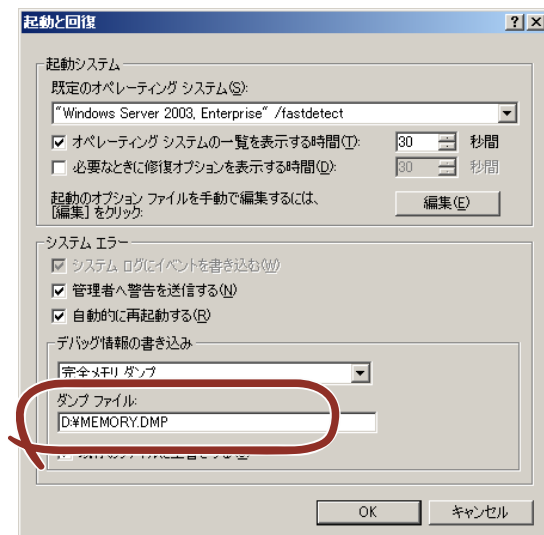 起動と回復
起動システム
既定のオペレーティング システム(S):
"Windows Server 2003, Enterprise" /fastdetect
オペレーティング システムの一覧を表示する時間(T): 30 秒間
必要なときに修復オプションを表示する時間(D): 30 秒間
起動のオプション ファイルを手動で編集するには、
[編集] をクリック:
編集(E)
システム エラー
システム ログにイベントを書き込む(W)
管理者へ警告を送信する(N)
自動的に再起動する(R)
デバッグ情報の書き込み
完全メモリ ダンプ
ダンプ ファイル:
D:¥MEMORY.DMP
OK キャンセル